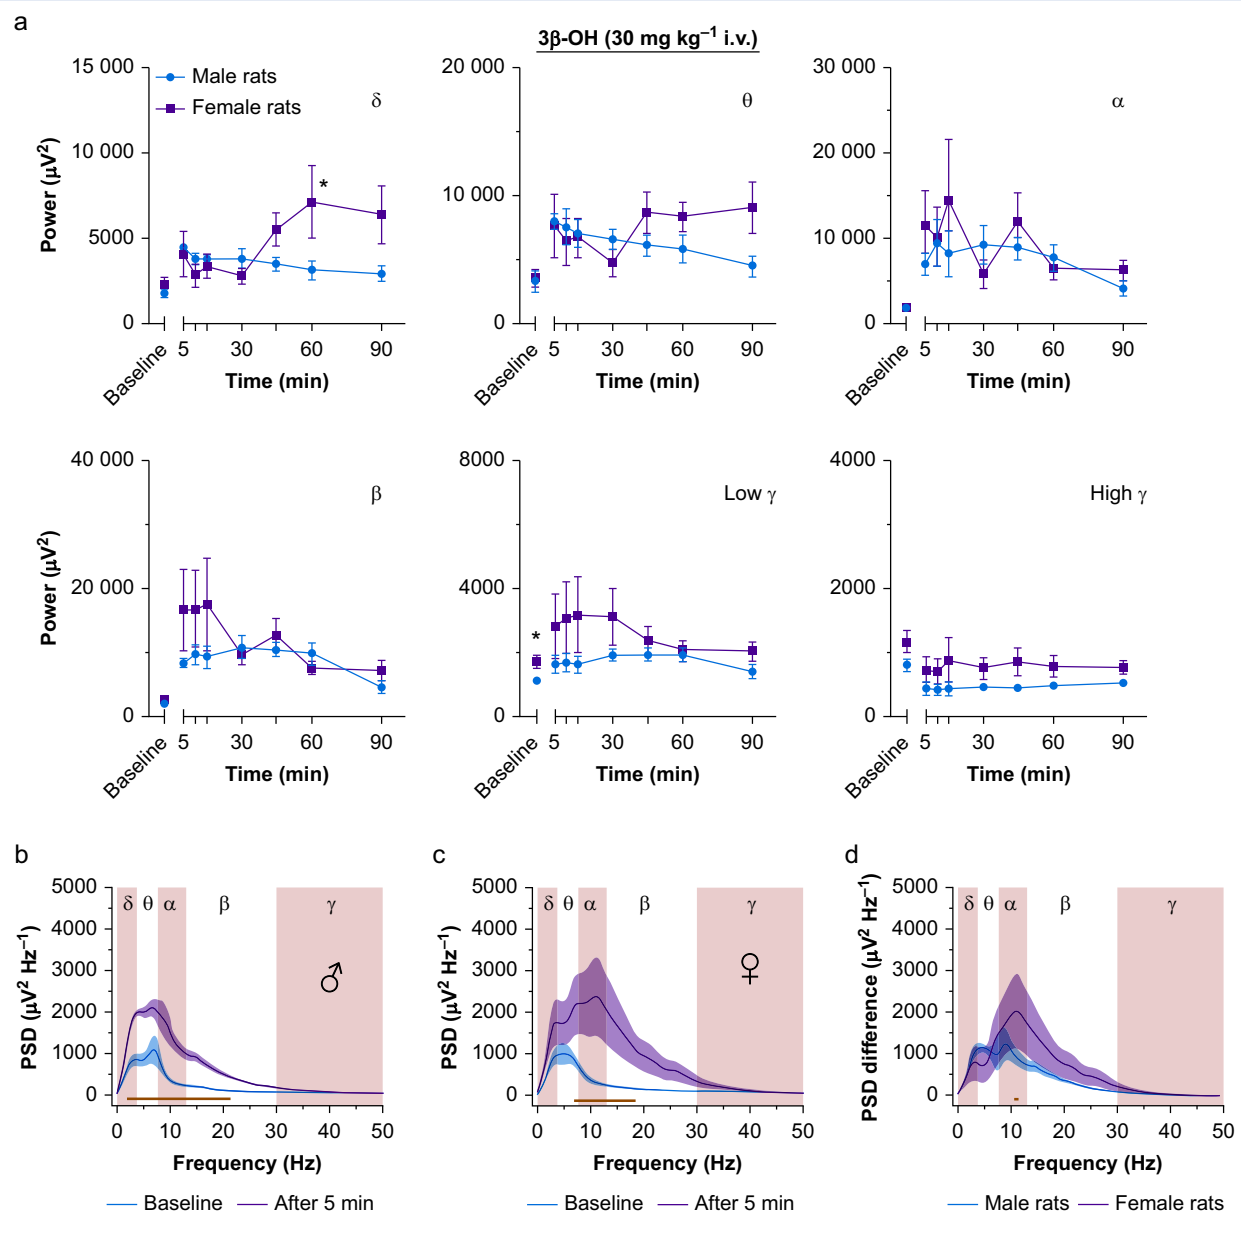 a
3β-OH (30 mg kg⁻¹ i.v.)
Male rats
Female rats
δ
15 000
10 000
5000
0
Power (μV²)
*
Baseline
5
30
60
90
Time (min)
θ
20 000
10 000
0
Baseline
5
30
60
90
Time (min)
α
30 000
20 000
10 000
0
Baseline
5
30
60
90
Time (min)
β
40 000
20 000
0
Power (μV²)
Baseline
5
30
60
90
Time (min)
Low γ
8000
4000
0
*
Baseline
5
30
60
90
Time (min)
High γ
4000
2000
0
Baseline
5
30
60
90
Time (min)
b
5000
4000
3000
2000
1000
0
PSD (μV² Hz⁻¹)
δ θ α β γ
♂
0 10 20 30 40 50
Frequency (Hz)
Baseline After 5 min
c
5000
4000
3000
2000
1000
0
PSD (μV² Hz⁻¹)
δ θ α β γ
♀
0 10 20 30 40 50
Frequency (Hz)
Baseline After 5 min
d
5000
4000
3000
2000
1000
0
PSD difference (μV² Hz⁻¹)
δ θ α β γ
0 10 20 30 40 50
Frequency (Hz)
Male rats Female rats